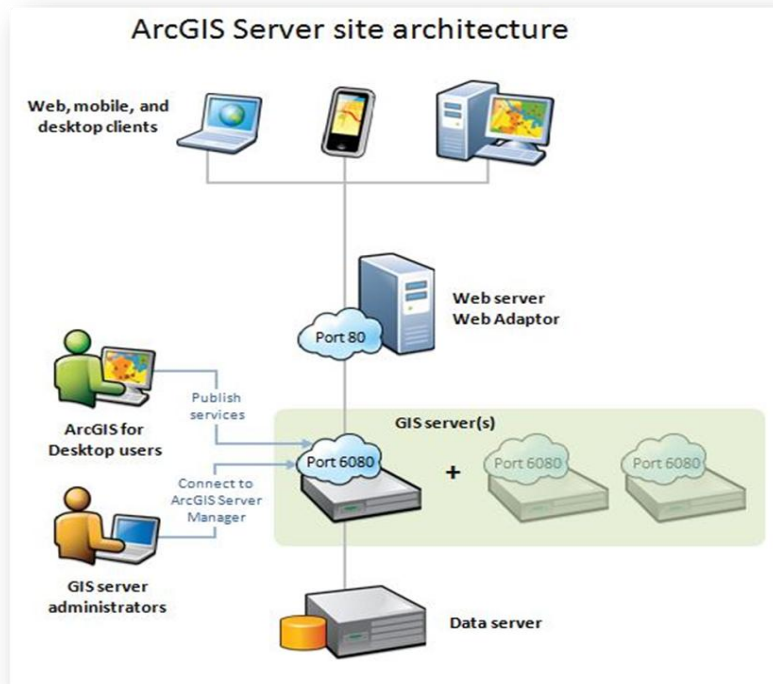 ArcGIS Server site architecture
Web, mobile, and
desktop clients
Web server
Web Adaptor
Port 80
Publish
services
ArcGIS for
Desktop users
GIS server(s)
Port 6080
+
Port 6080
Port 6080
Connect to
ArcGIS Server
Manager
GIS server
administrators
Data server